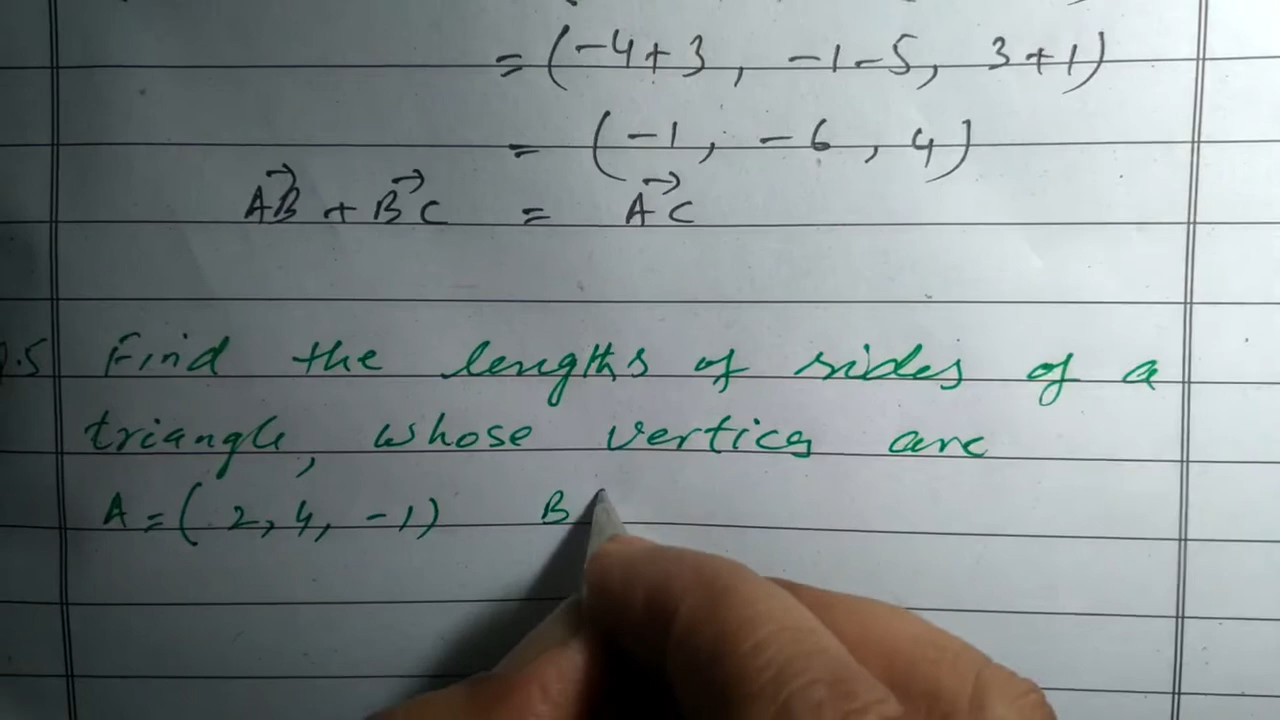 = (-4+3, -1-5, 3+1)
= (-1, -6, 4)
AB + BC = AC
.5 Find the lengths of sides of a
triangle, whose vertices are
A = (2, 4, -1) B